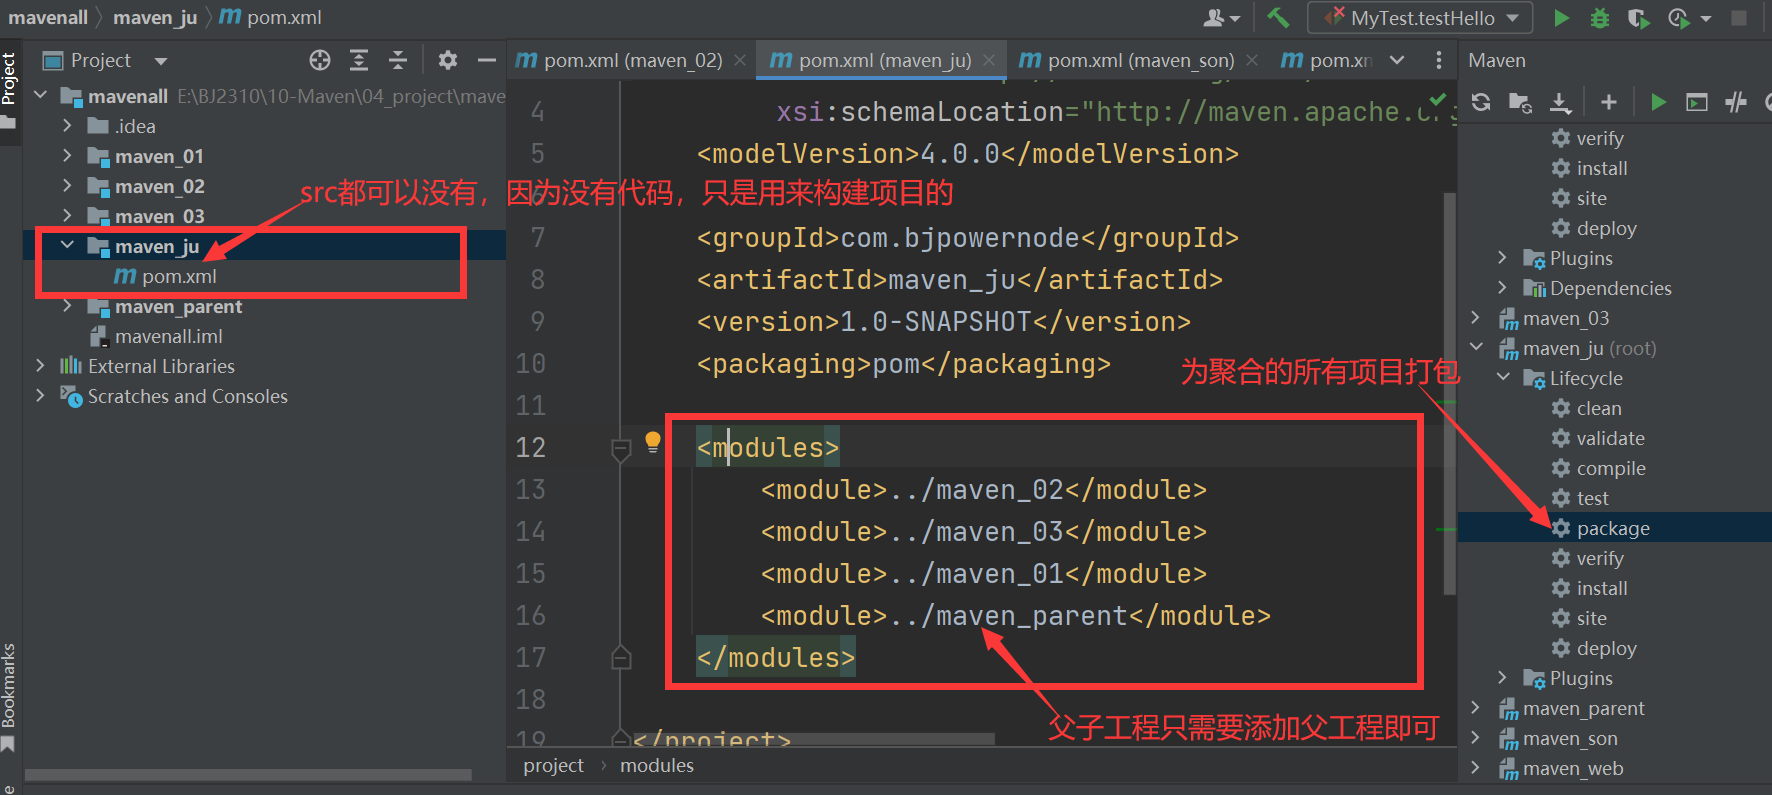 mavenall maven_ju pom.xml
MyTest.testHello
Project
Project
pom.xml (maven_02)
pom.xml (maven_ju)
pom.xml (maven_son)
Maven
mavenall E:\BJ2310\10-Maven\04_project\mave
.idea
maven_01
maven_02
maven_03
maven_ju
pom.xml
maven_parent
mavenall.iml
External Libraries
Scratches and Consoles
src都可以没有，因为没有代码，只是用来构建项目的
4 xsi:schemaLocation="http://maven.apache.
5 <modelVersion>4.0.0</modelVersion>
7 <groupId>com.bjpowernode</groupId>
8 <artifactId>maven_ju</artifactId>
9 <version>1.0-SNAPSHOT</version>
10 <packaging>pom</packaging>
11
12 <modules>
13 <module>../maven_02</module>
14 <module>../maven_03</module>
15 <module>../maven_01</module>
16 <module>../maven_parent</module>
17 </modules>
18
19 </project>
为聚合的所有项目打包
父子工程只需要添加父工程即可
project modules
verify
install
site
deploy
Plugins
Dependencies
maven_03
maven_ju (root)
Lifecycle
clean
validate
compile
test
package
verify
install
site
deploy
Plugins
maven_parent
maven_son
maven_web
Bookmarks